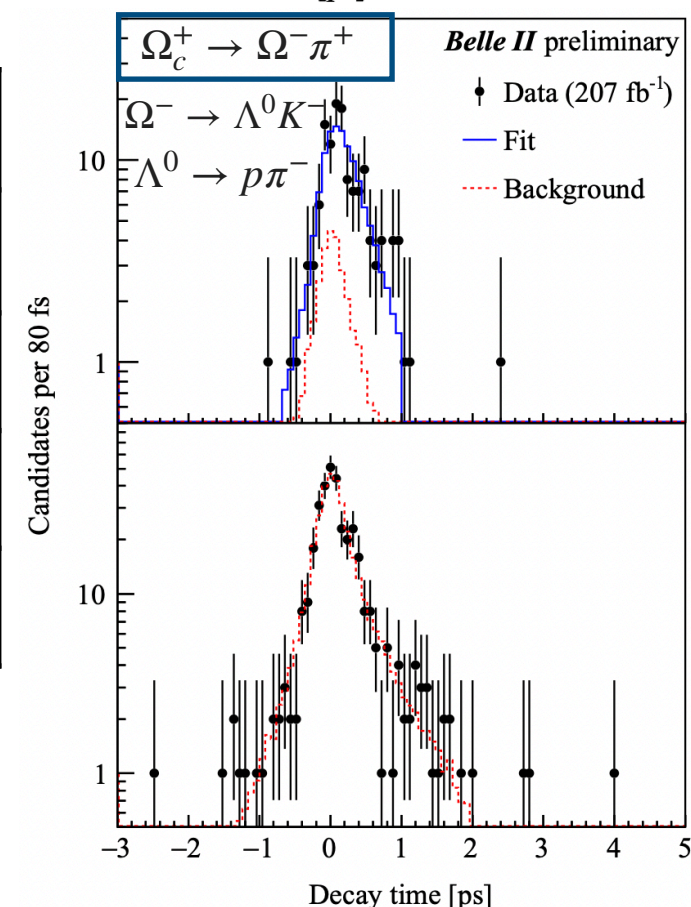 Ω_c^+ → Ω^-π^+
Ω^- → Λ^0K^-
Λ^0 → pπ^-
Belle II preliminary
Data (207 fb^-1)
Fit
Background
Candidates per 80 fs
10
1
10
1
−3 −2 −1 0 1 2 3 4 5
Decay time [ps]